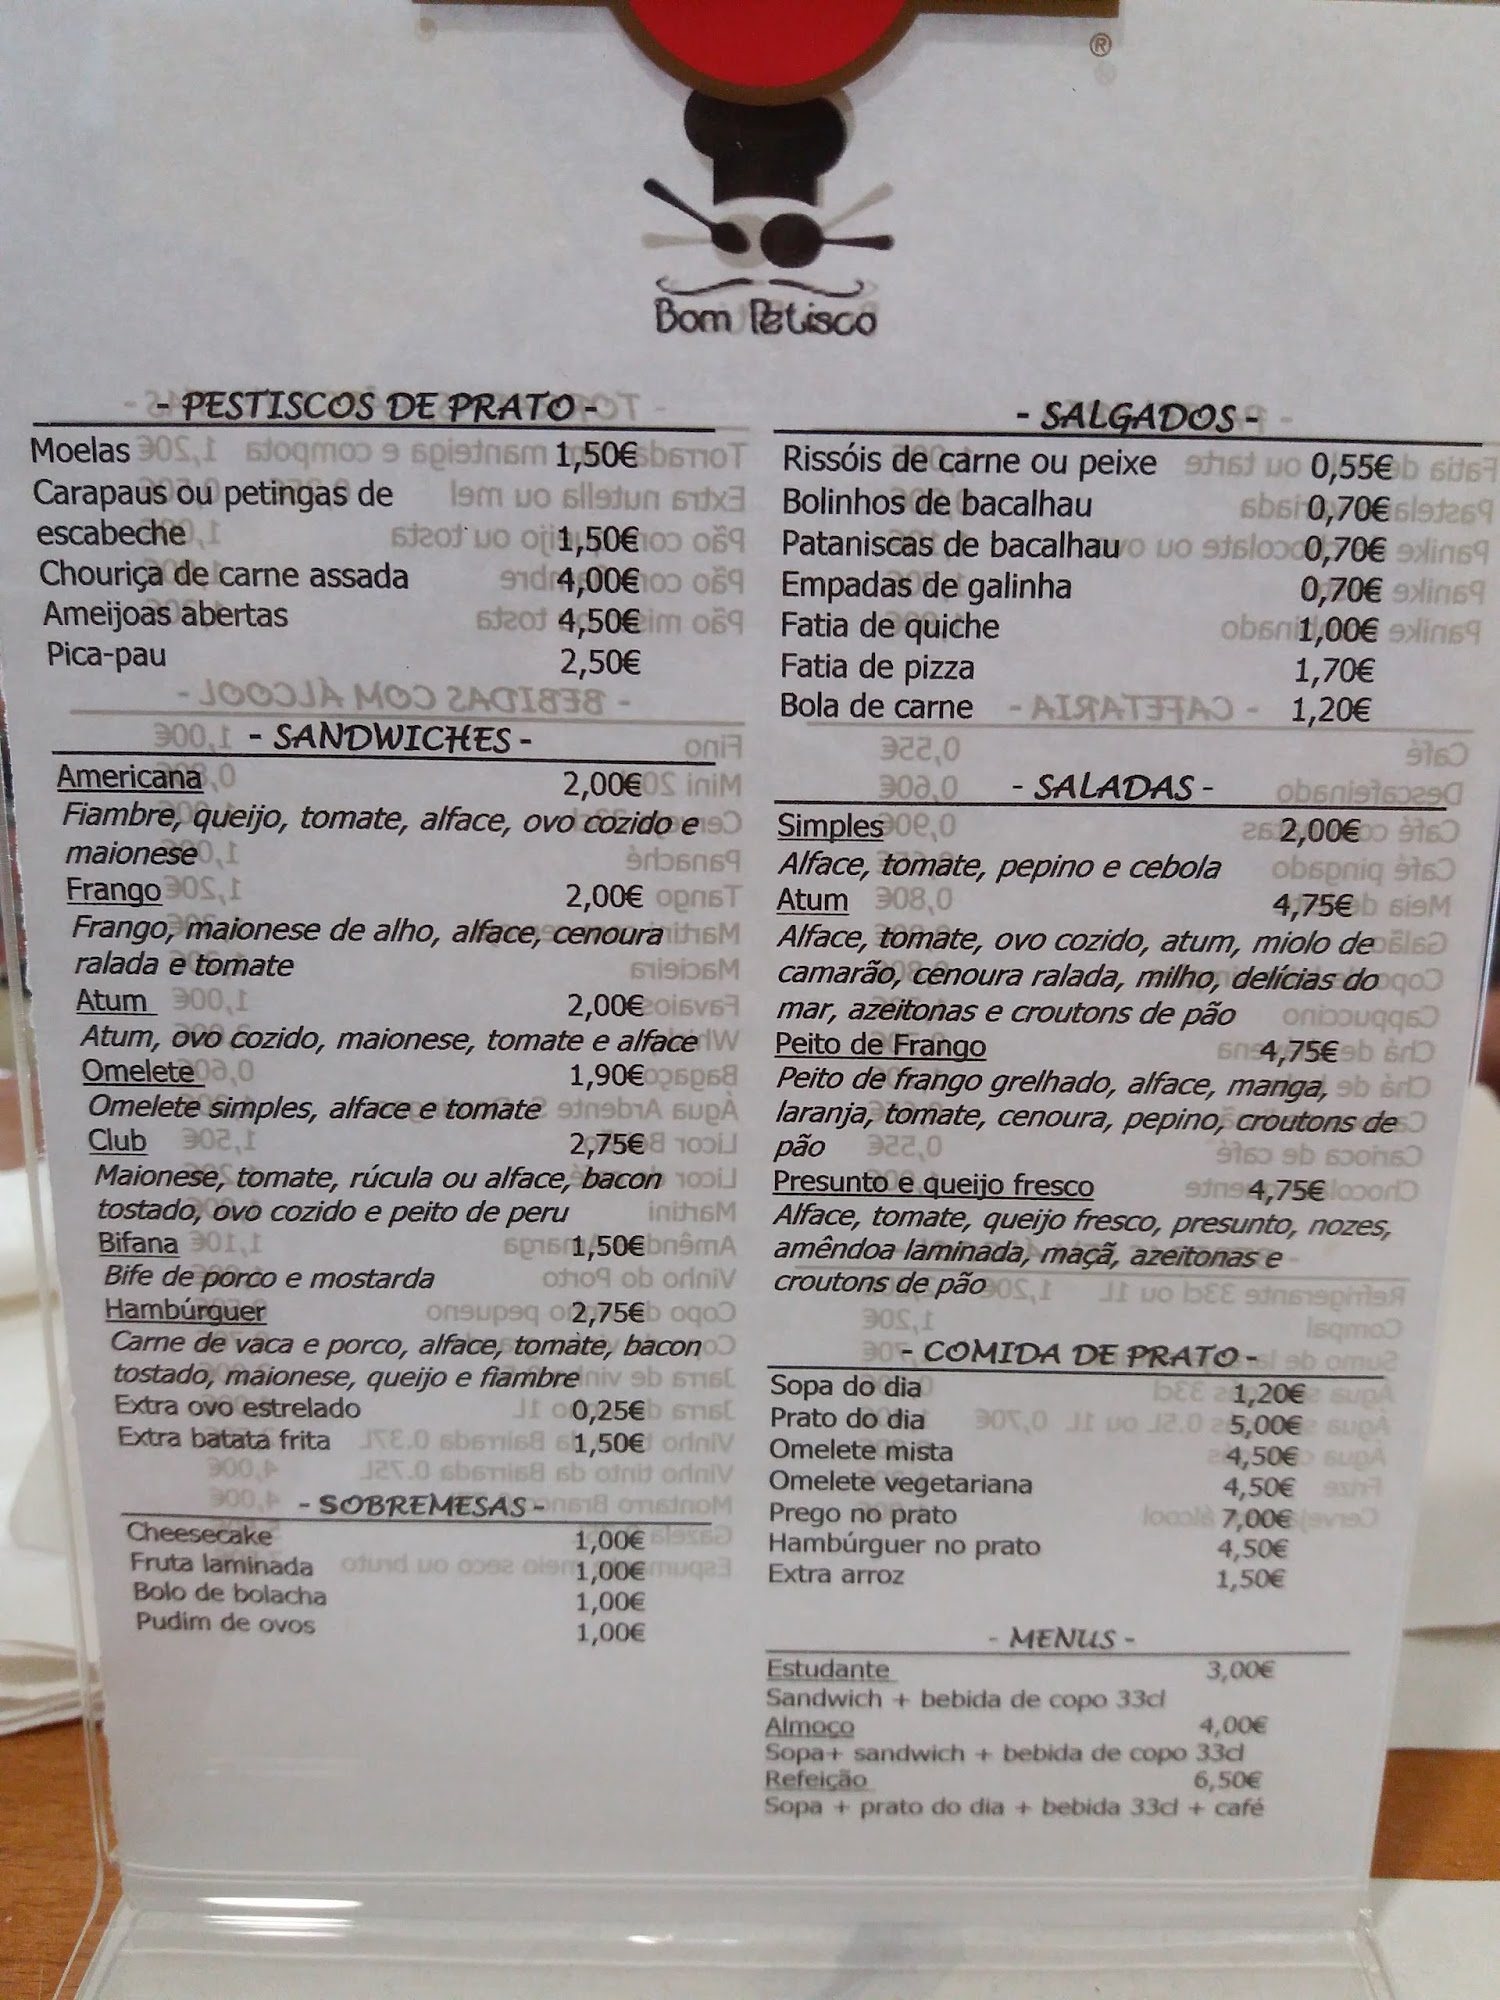 ®
Bom Petisco
- PESTISCOS DE PRATO -
Moelas 1,50€
Carapaus ou petingas de
escabeche 1,50€
Chouriça de carne assada 4,00€
Ameijoas abertas 4,50€
Pica-pau 2,50€
- SANDWICHES -
Americana 2,00€
Fiambre, queijo, tomate, alface, ovo cozido e
maionese
Frango 2,00€
Frango, maionese de alho, alface, cenoura
ralada e tomate
Atum 2,00€
Atum, ovo cozido, maionese, tomate e alface
Omelete 1,90€
Omelete simples, alface e tomate
Club 2,75€
Maionese, tomate, rúcula ou alface, bacon
tostado, ovo cozido e peito de peru
Bifana 1,50€
Bife de porco e mostarda
Hambúrguer 2,75€
Carne de vaca e porco, alface, tomate, bacon
tostado, maionese, queijo e fiambre
Extra ovo estrelado 0,25€
Extra batata frita 1,50€
- SOBREMESAS -
Cheesecake 1,00€
Fruta laminada 1,00€
Bolo de bolacha 1,00€
Pudim de ovos 1,00€
- SALGADOS -
Rissóis de carne ou peixe 0,55€
Bolinhos de bacalhau 0,70€
Pataniscas de bacalhau 0,70€
Empadas de galinha 0,70€
Fatia de quiche 1,00€
Fatia de pizza 1,70€
Bola de carne 1,20€
- SALADAS -
Simples 2,00€
Alface, tomate, pepino e cebola
Atum 4,75€
Alface, tomate, ovo cozido, atum, miolo de
camarão, cenoura ralada, milho, delícias do
mar, azeitonas e croutons de pão
Peito de Frango 4,75€
Peito de frango grelhado, alface, manga,
laranja, tomate, cenoura, pepino, croutons de
pão
Presunto e queijo fresco 4,75€
Alface, tomate, queijo fresco, presunto, nozes,
amêndoa laminada, maçã, azeitonas e
croutons de pão
- COMIDA DE PRATO -
Sopa do dia 1,20€
Prato do dia 5,00€
Omelete mista 4,50€
Omelete vegetariana 4,50€
Prego no prato 7,00€
Hambúrguer no prato 4,50€
Extra arroz 1,50€
- MENUS -
Estudante 3,00€
Sandwich + bebida de copo 33cl
Almoço 4,00€
Sopa+ sandwich + bebida de copo 33cl
Refeição 6,50€
Sopa + prato do dia + bebida 33cl + café